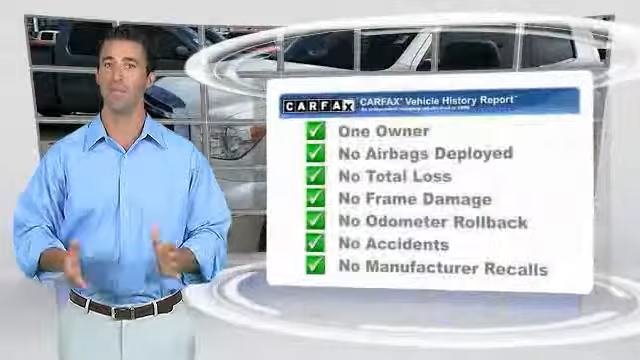 CARFAX CARFAX® Vehicle History Report™
One Owner
No Airbags Deployed
No Total Loss
No Frame Damage
No Odometer Rollback
No Accidents
No Manufacturer Recalls